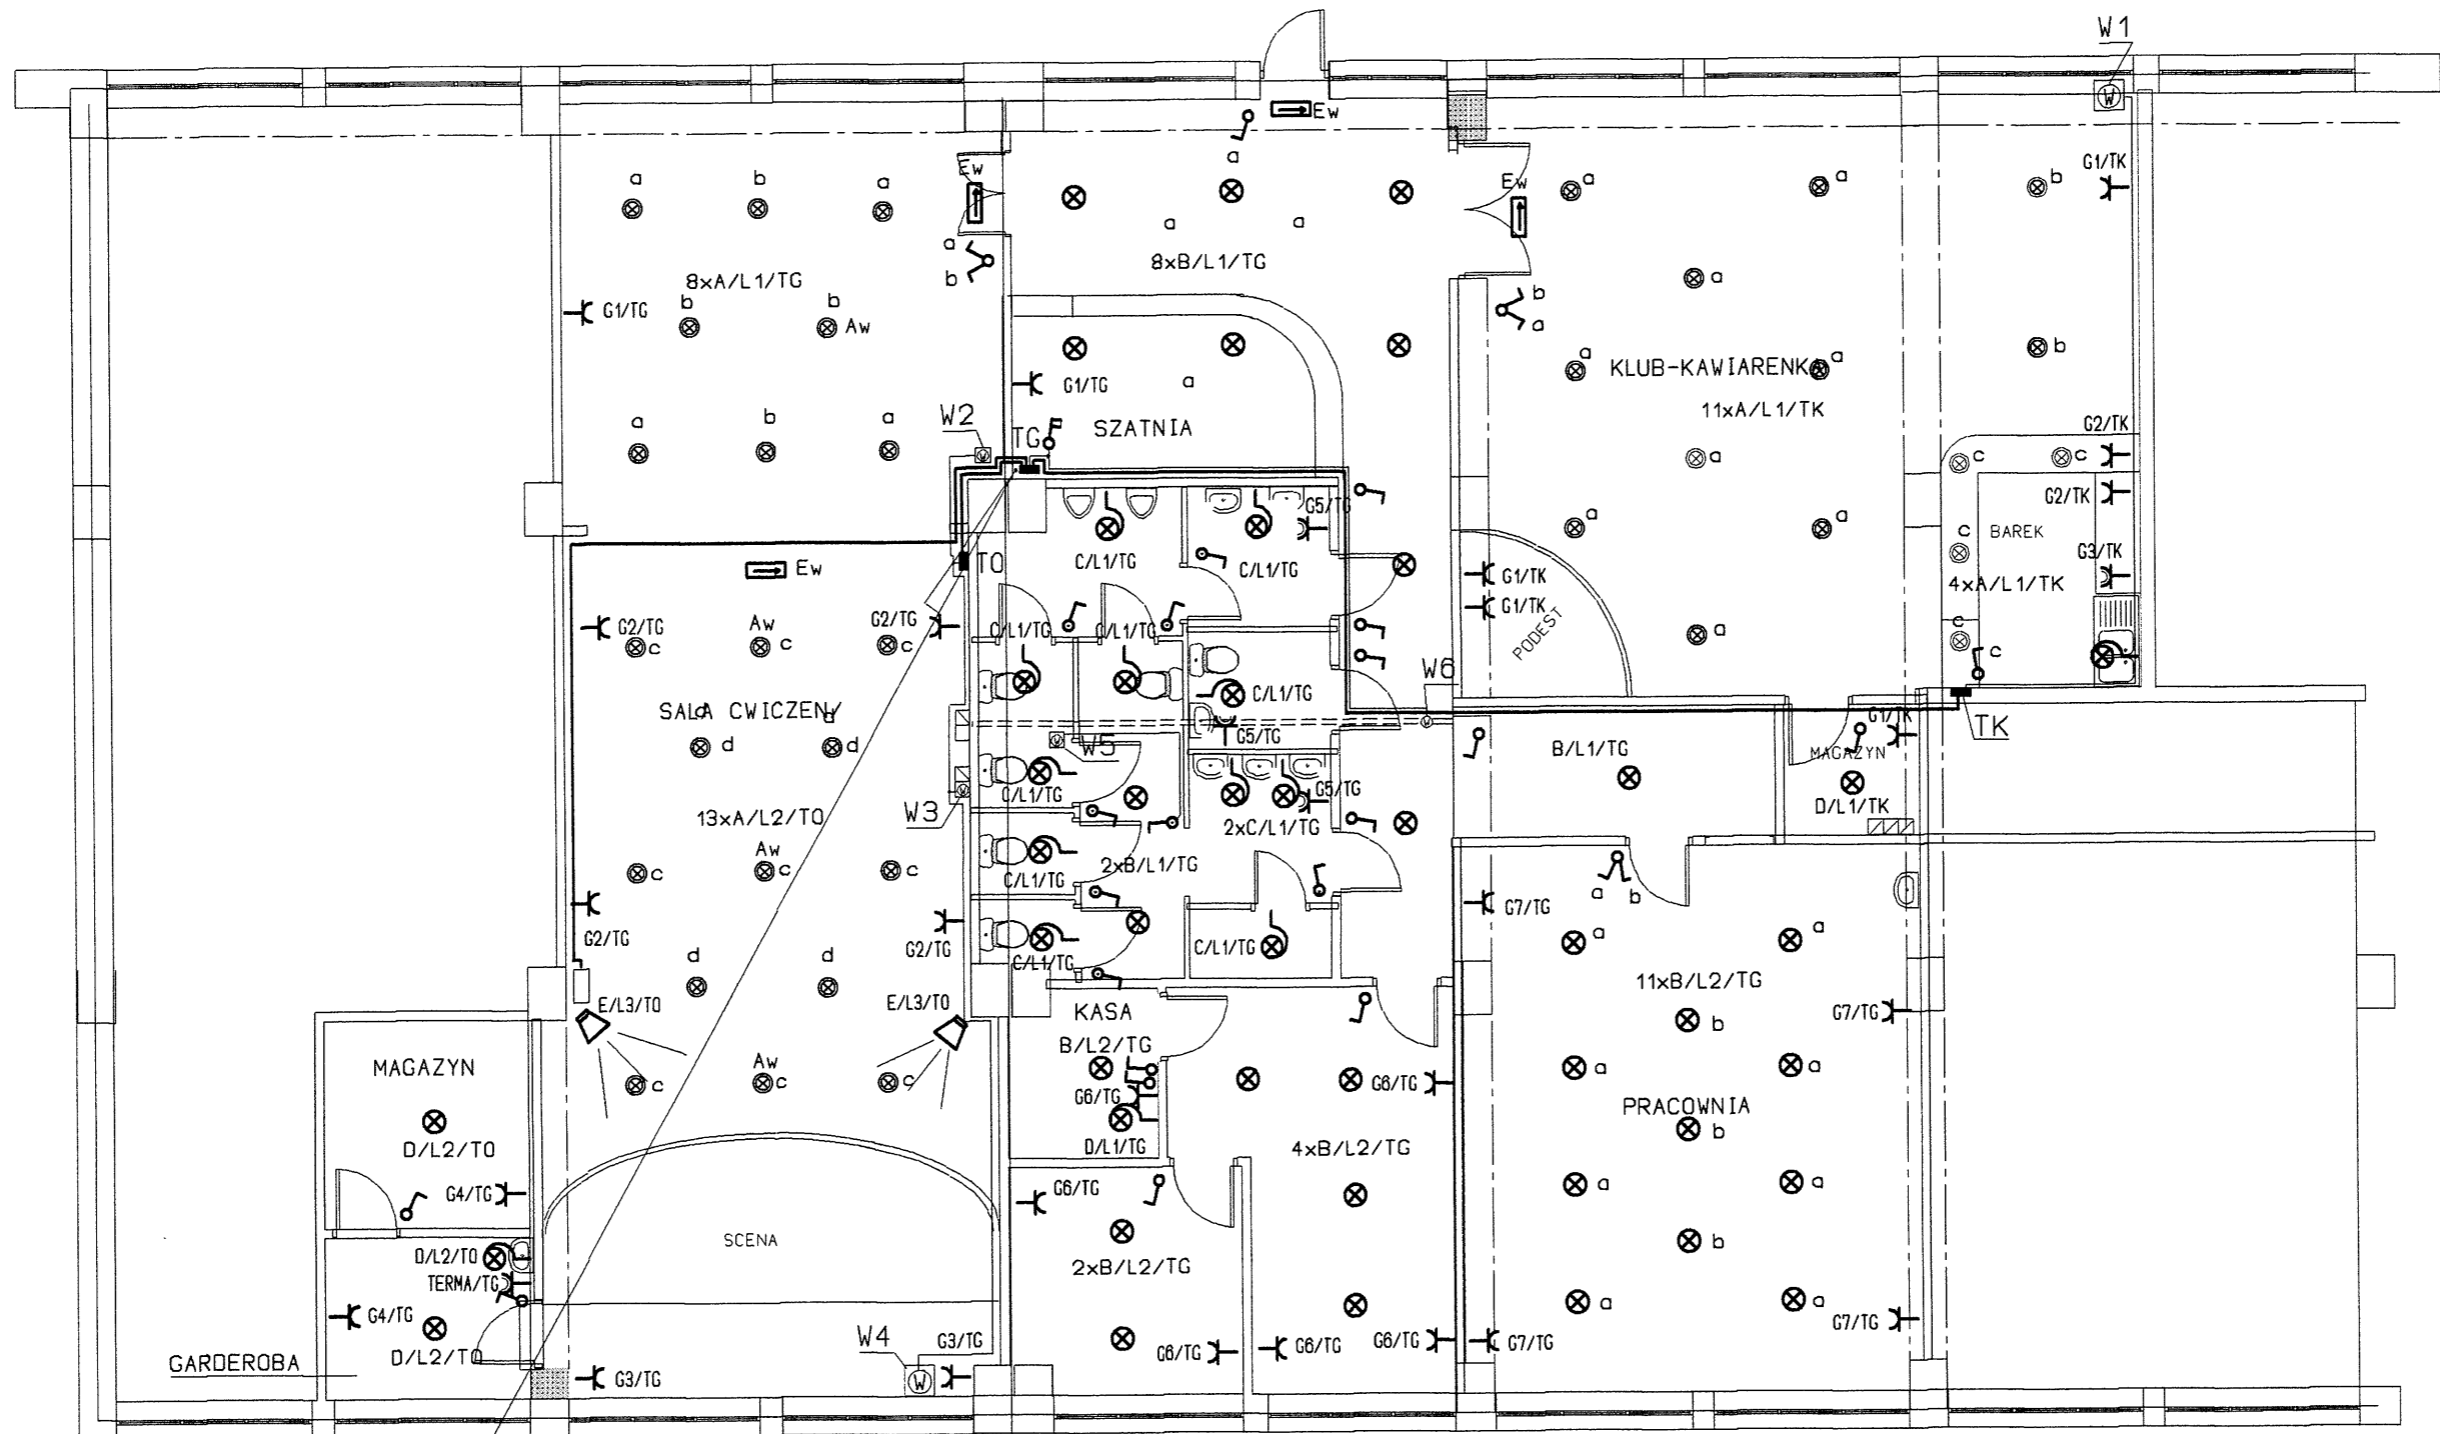 W1
Ew
a
Ew
Ew
G1/TK
a
b
a
a
a
b
a
a
a
b
8xA/L1/TG
8xB/L1/TG
a
b
b
Aw
b
a
G1/TG
a
a
b
KLUB-KAWIARENKA
11xA/L1/TK
G1/TG
a
SZATNIA
TG
W2
a
b
a
a
G2/TK
c
c
G2/TK
G5/TG
a
a
c
BAREK
G3/TK
4xA/L1/TK
c
c
C/L1/TG
C/L1/TG
TO
Ew
G1/TK
G1/TK
PODEST
a
G2/TG
Aw
G2/TG
c
c
c
C/L1/TG
C/L1/TG
C/L1/TG
W6
SALA CWICZEN
d
d
d
d
G5/TG
W5
B/L1/TG
G1/TK
TK
MAGAZYN
D/L1/TK
W3
C/L1/TG
G5/TG
13xA/L2/TO
2xC/L1/TG
Aw
c
c
c
2xB/L1/TG
C/L1/TG
a
b
G7/TG
G2/TG
G2/TG
C/L1/TG
C/L1/TG
a
a
d
d
11xB/L2/TG
E/L3/TO
E/L3/TO
KASA
G7/TG
b
B/L2/TG
MAGAZYN
Aw
c
c
c
G6/TG
G6/TG
a
a
PRACOWNIA
b
D/L2/TO
D/L1/TG
4xB/L2/TG
G4/TG
G6/TG
a
a
SCENA
b
D/L2/TO
TERMA/TG
2xB/L2/TG
G4/TG
a
a
G7/TG
D/L2/TO
GARDEROBA
W4
G3/TG
G6/TG
G6/TG
G6/TG
G7/TG
G3/TG
W
W